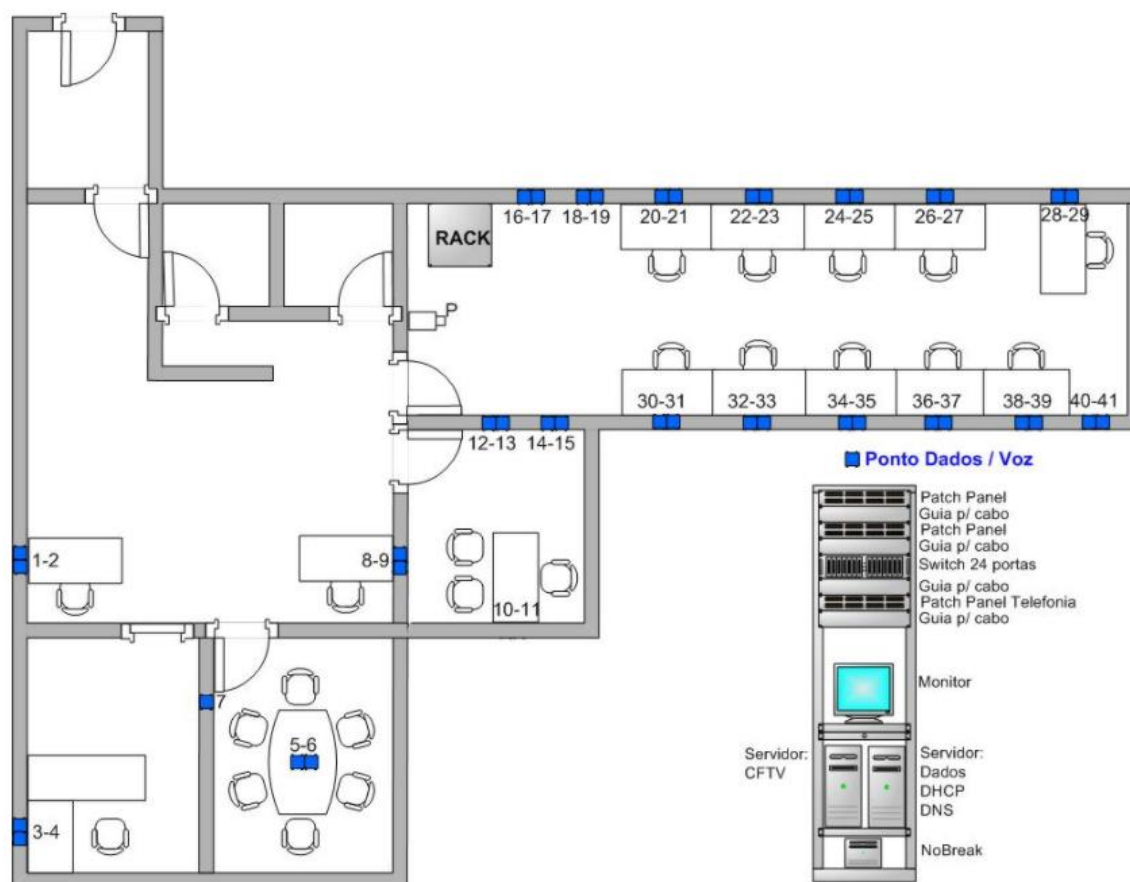 16-17
18-19
20-21
22-23
24-25
26-27
28-29
RACK
P
30-31
32-33
34-35
36-37
38-39
40-41
12-13
14-15
Ponto Dados / Voz
1-2
8-9
10-11
7
5-6
3-4
Patch Panel
Guia p/ cabo
Patch Panel
Guia p/ cabo
Switch 24 portas
Guia p/ cabo
Patch Panel Telefonia
Guia p/ cabo
Monitor
Servidor:
CFTV
Servidor:
Dados
DHCP
DNS
NoBreak